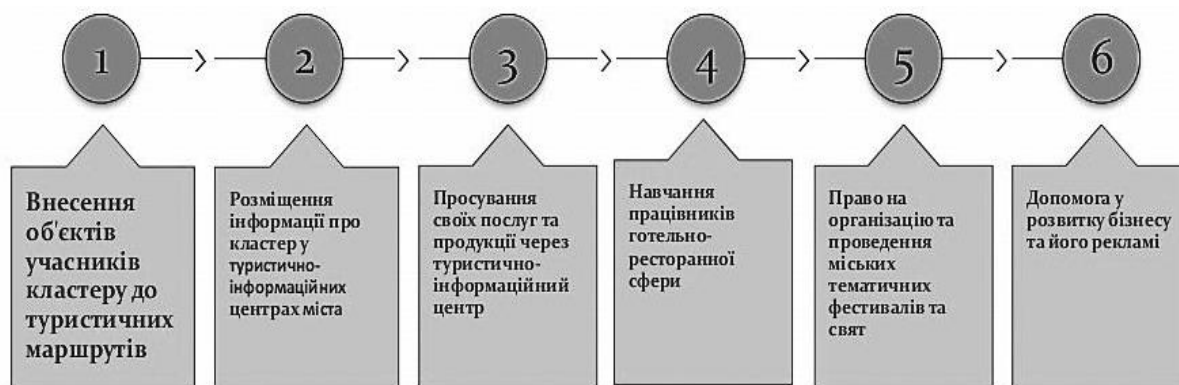 1
2
3
4
5
6
Внесення
об'єктів
учасників
кластеру до
туристичних
маршрутів
Розміщення
інформації про
кластер у
туристично-
інформаційних
центрах міста
Просування
своїх послуг та
продукції через
туристично-
інформаційний
центр
Навчання
працівників
готельно-
ресторанної
сфери
Право на
організацію та
проведення
міських
тематичних
фестивалів та
свят
Допомога у
розвитку бізнесу
та його рекламі